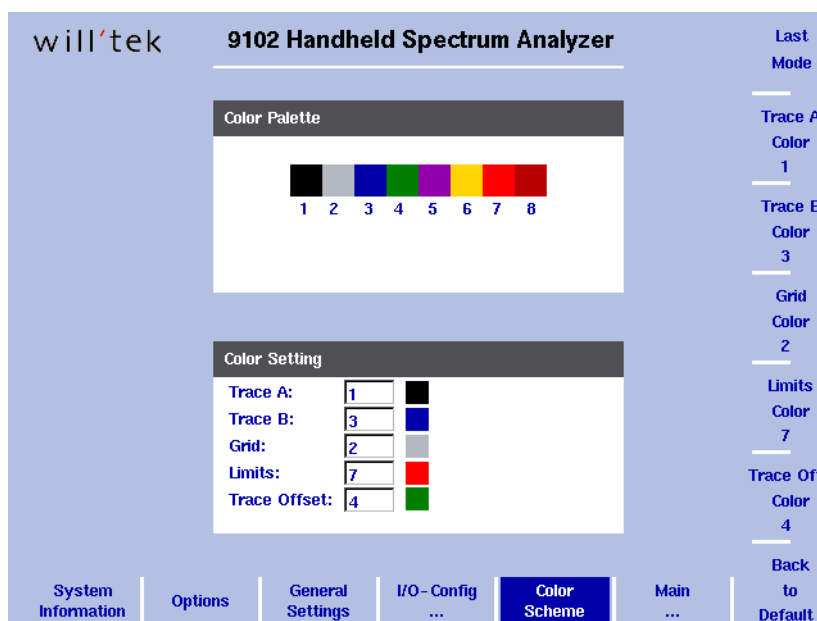 will'tek
9102 Handheld Spectrum Analyzer
Color Palette
1 2 3 4 5 6 7 8
Color Setting
Trace A: 1
Trace B: 3
Grid: 2
Limits: 7
Trace Offset: 4
Last
Mode
Trace A
Color
1
Trace B
Color
3
Grid
Color
2
Limits
Color
7
Trace Of
Color
4
Back
to
Default
System
Information
Options
General
Settings
I/O-Config
...
Color
Scheme
Main
...